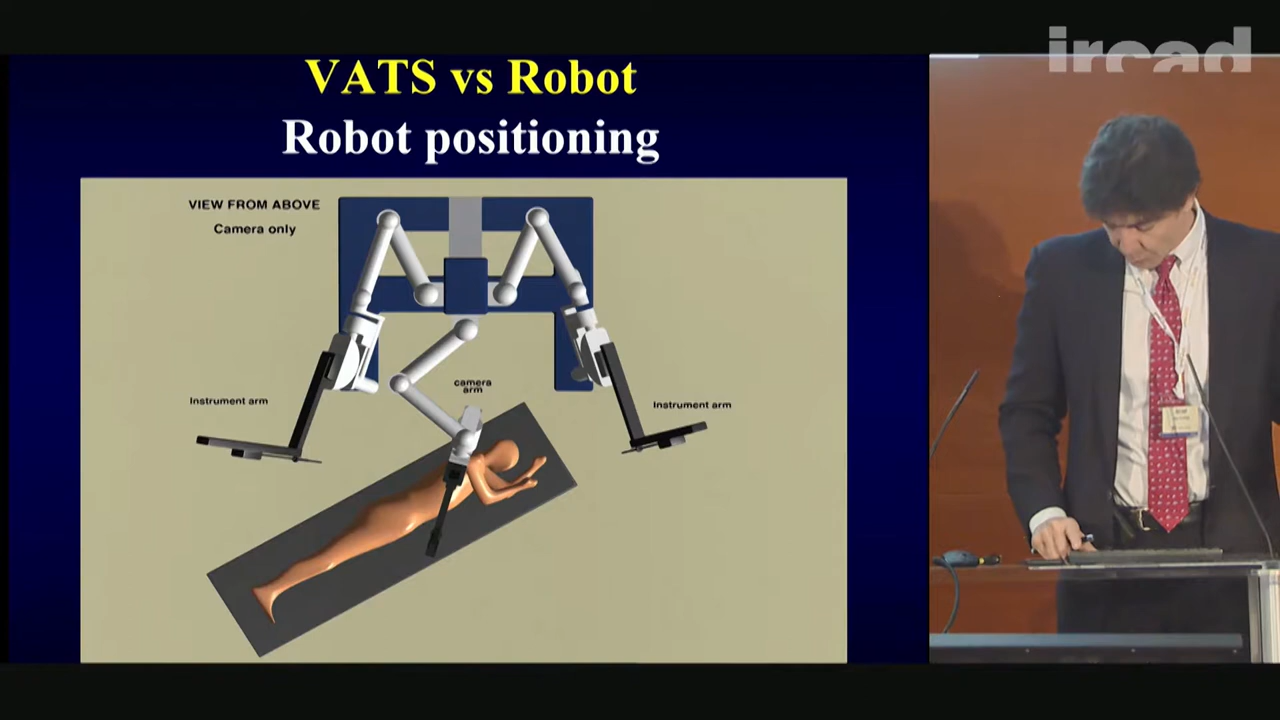 ircad
VATS vs Robot
Robot positioning
VIEW FROM ABOVE
Camera only
camera
arm
Instrument arm
Instrument arm